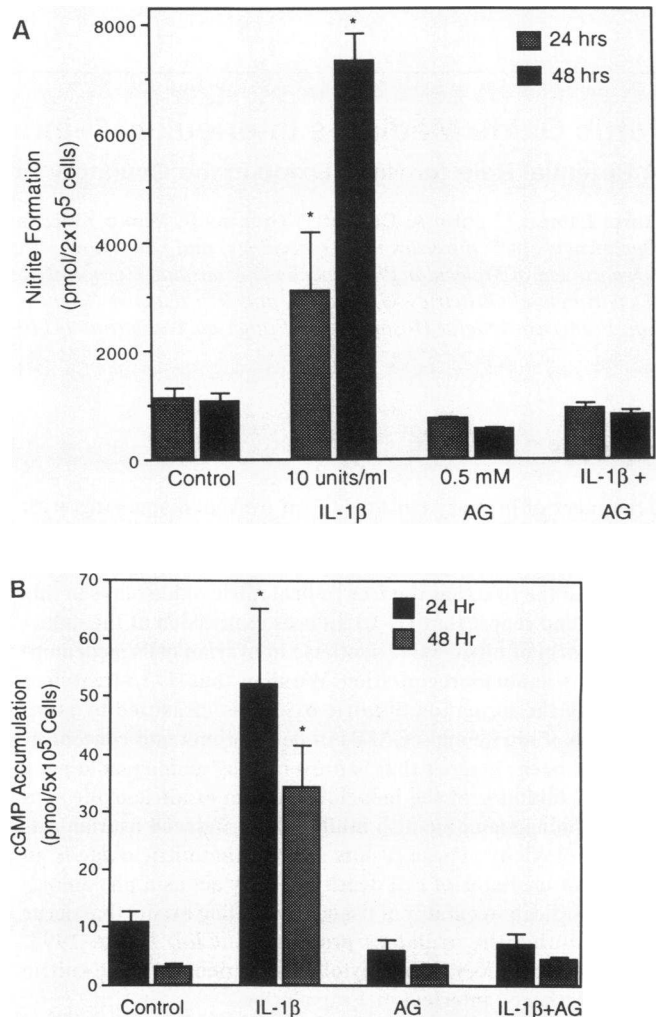 A
8000
6000
4000
2000
0
Nitrite Formation
(pmol/2x10⁵ cells)
*
*
24 hrs
48 hrs
Control
10 units/ml
IL-1β
0.5 mM
AG
IL-1β +
AG
B
70
60
50
40
30
20
10
0
cGMP Accumulation
(pmol/5x10⁵ Cells)
*
*
24 Hr
48 Hr
Control
IL-1β
AG
IL-1β+AG